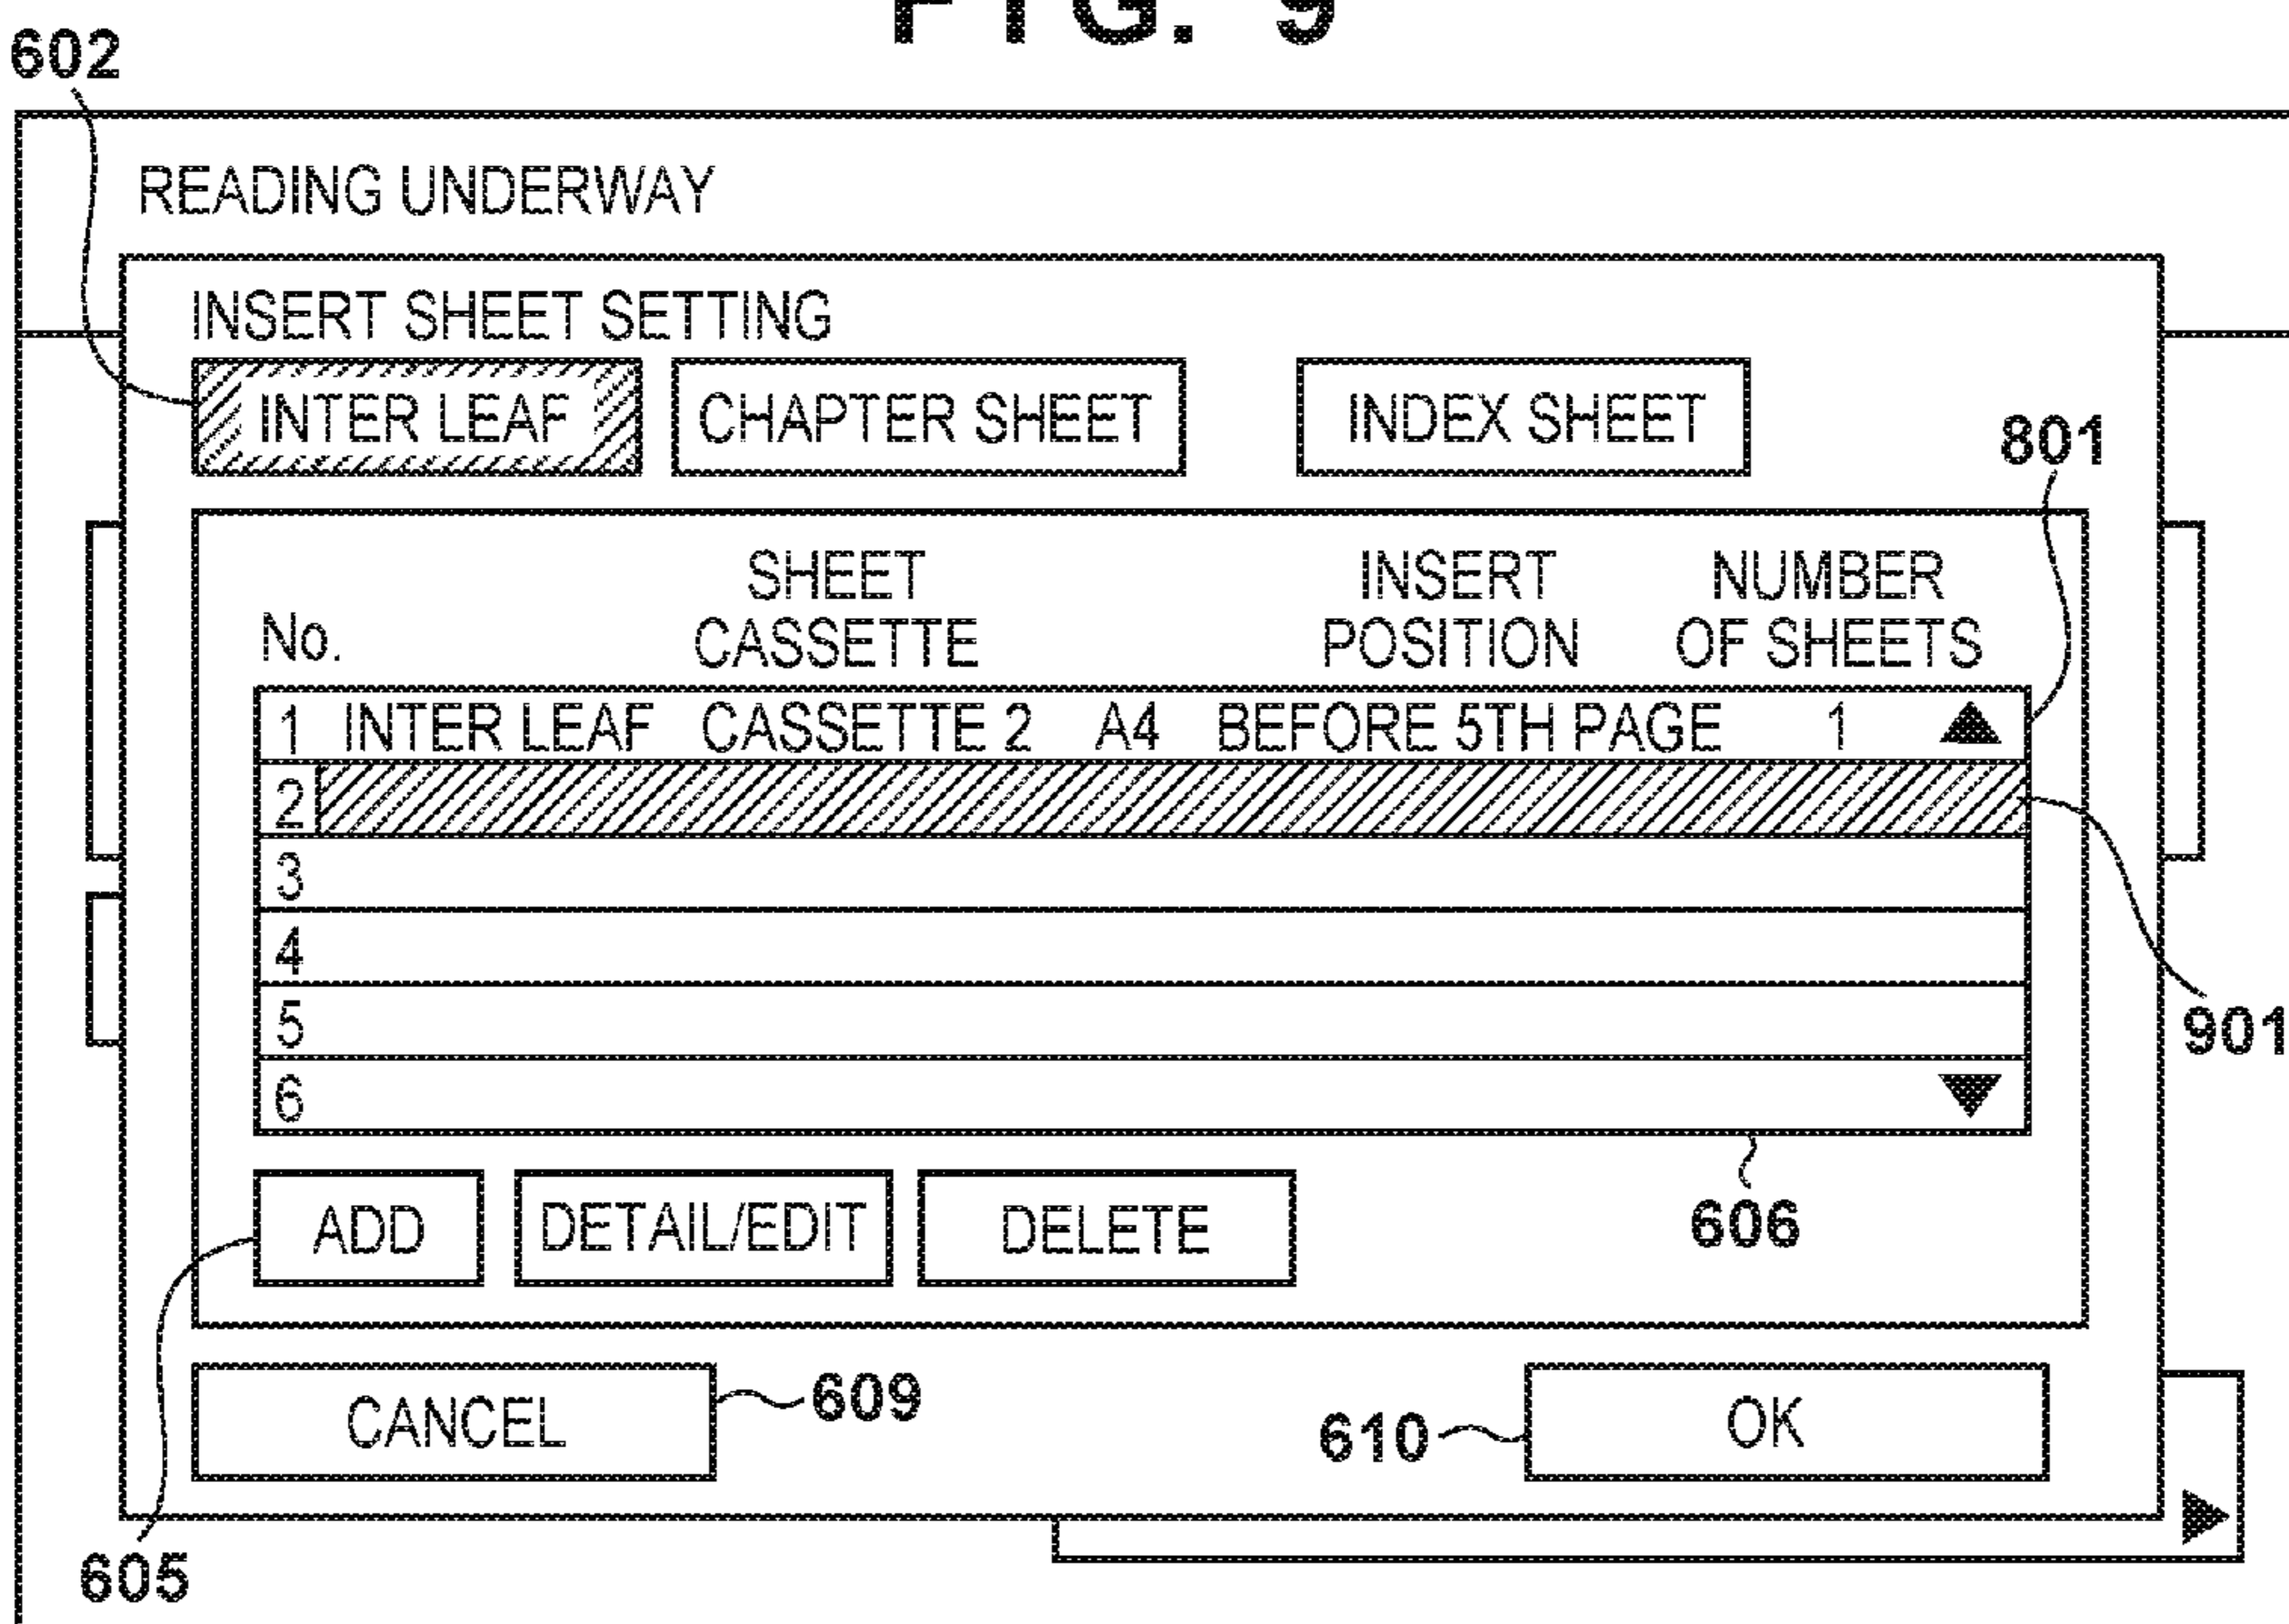 FIG. 9
602
READING UNDERWAY
INSERT SHEET SETTING
INTER LEAF CHAPTER SHEET INDEX SHEET
801
SHEET INSERT NUMBER
No. CASSETTE POSITION OF SHEETS
1 INTER LEAF CASSETTE 2 A4 BEFORE 5TH PAGE 1
2
3
4
5
901
6
ADD DETAIL/EDIT DELETE
606
CANCEL 609 610 OK
605